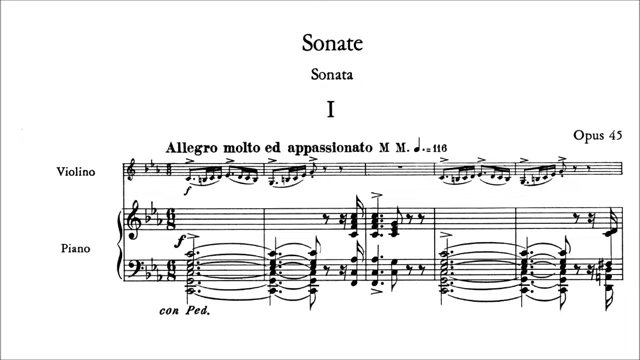 Sonate
Sonata
I
Opus 45
Allegro molto ed appassionato M M. ♩.=116
Violino
f
Piano
f
con Ped.